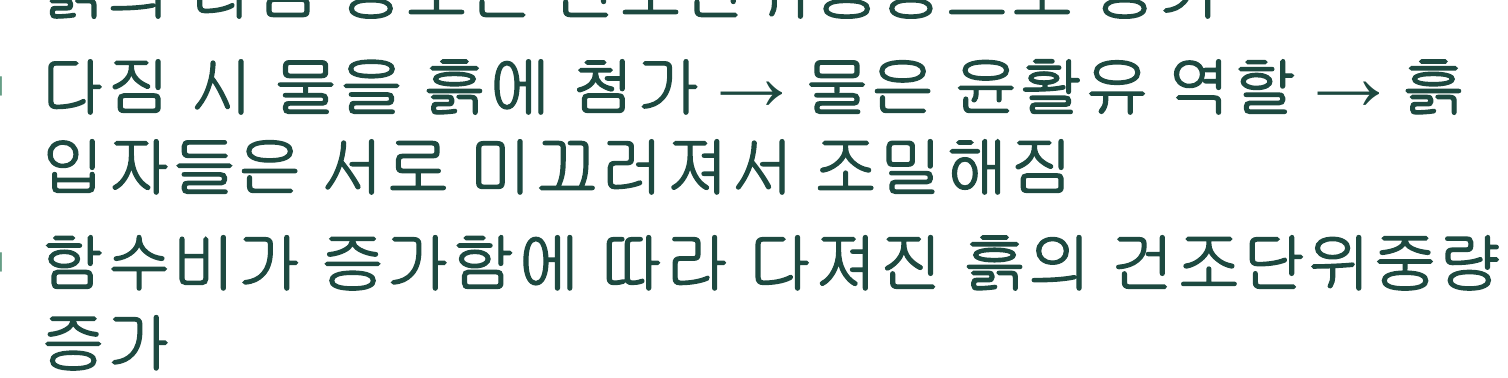 다짐 시 물을 흙에 첨가 → 물은 윤활유 역할 → 흙
입자들은 서로 미끄러져서 조밀해짐
함수비가 증가함에 따라 다져진 흙의 건조단위중량
증가